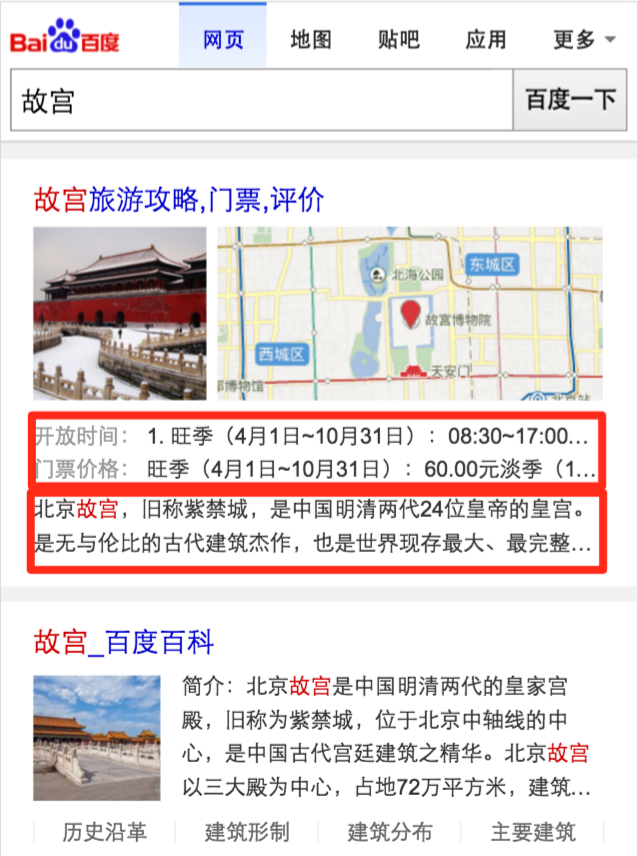 Bai du 百度
网页 地图 贴吧 应用 更多
故宫 百度一下
故宫旅游攻略,门票,评价
东城区
北海公园
故宫博物院
西城区
天安门
都博物馆
北京站
开放时间： 1. 旺季（4月1日~10月31日）：08:30~17:00...
门票价格： 旺季（4月1日~10月31日）：60.00元淡季（1...
北京故宫，旧称紫禁城，是中国明清两代24位皇帝的皇宫。
是无与伦比的古代建筑杰作，也是世界现存最大、最完整...
故宫_百度百科
简介：北京故宫是中国明清两代的皇家宫
殿，旧称为紫禁城，位于北京中轴线的中
心，是中国古代宫廷建筑之精华。北京故宫
以三大殿为中心，占地72万平方米，建筑...
历史沿革 建筑形制 建筑分布 主要建筑